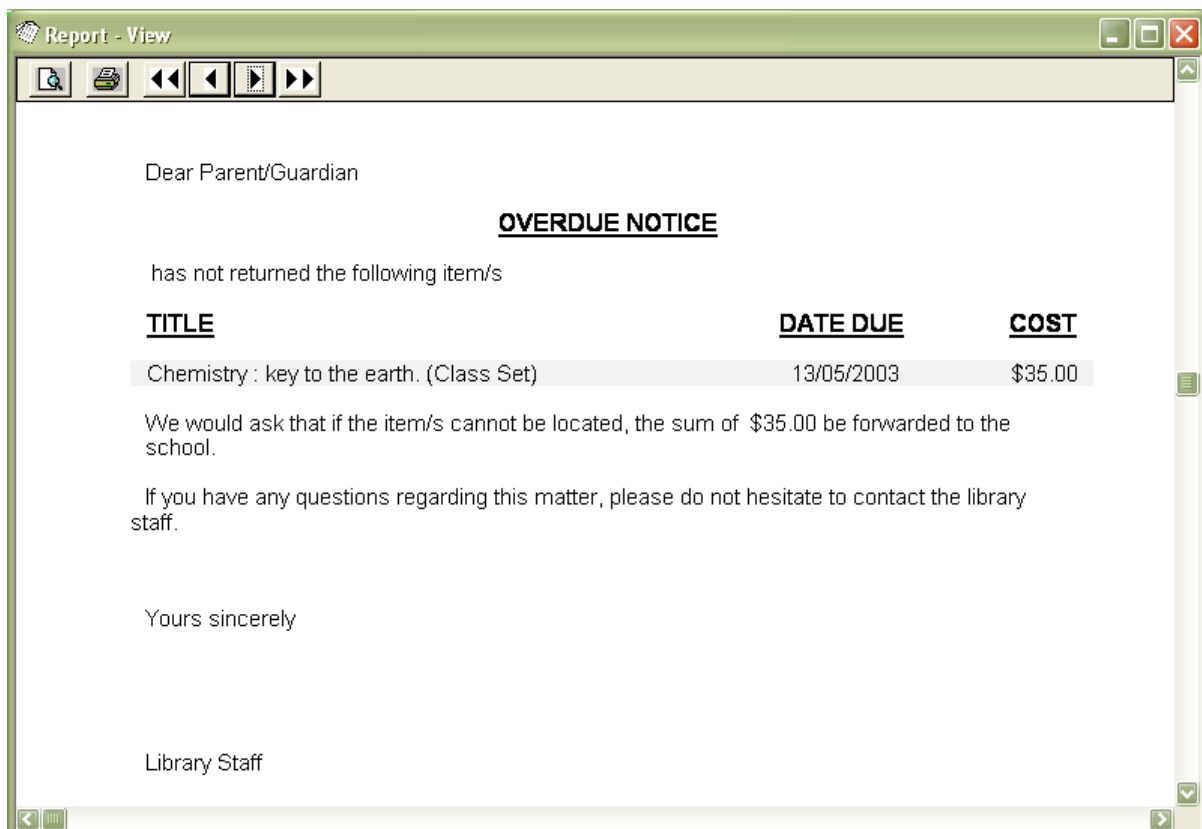 Report - View
Dear Parent/Guardian
OVERDUE NOTICE
has not returned the following item/s
TITLE DATE DUE COST
Chemistry : key to the earth. (Class Set) 13/05/2003 $35.00
We would ask that if the item/s cannot be located, the sum of $35.00 be forwarded to the
school.
If you have any questions regarding this matter, please do not hesitate to contact the library
staff.
Yours sincerely
Library Staff